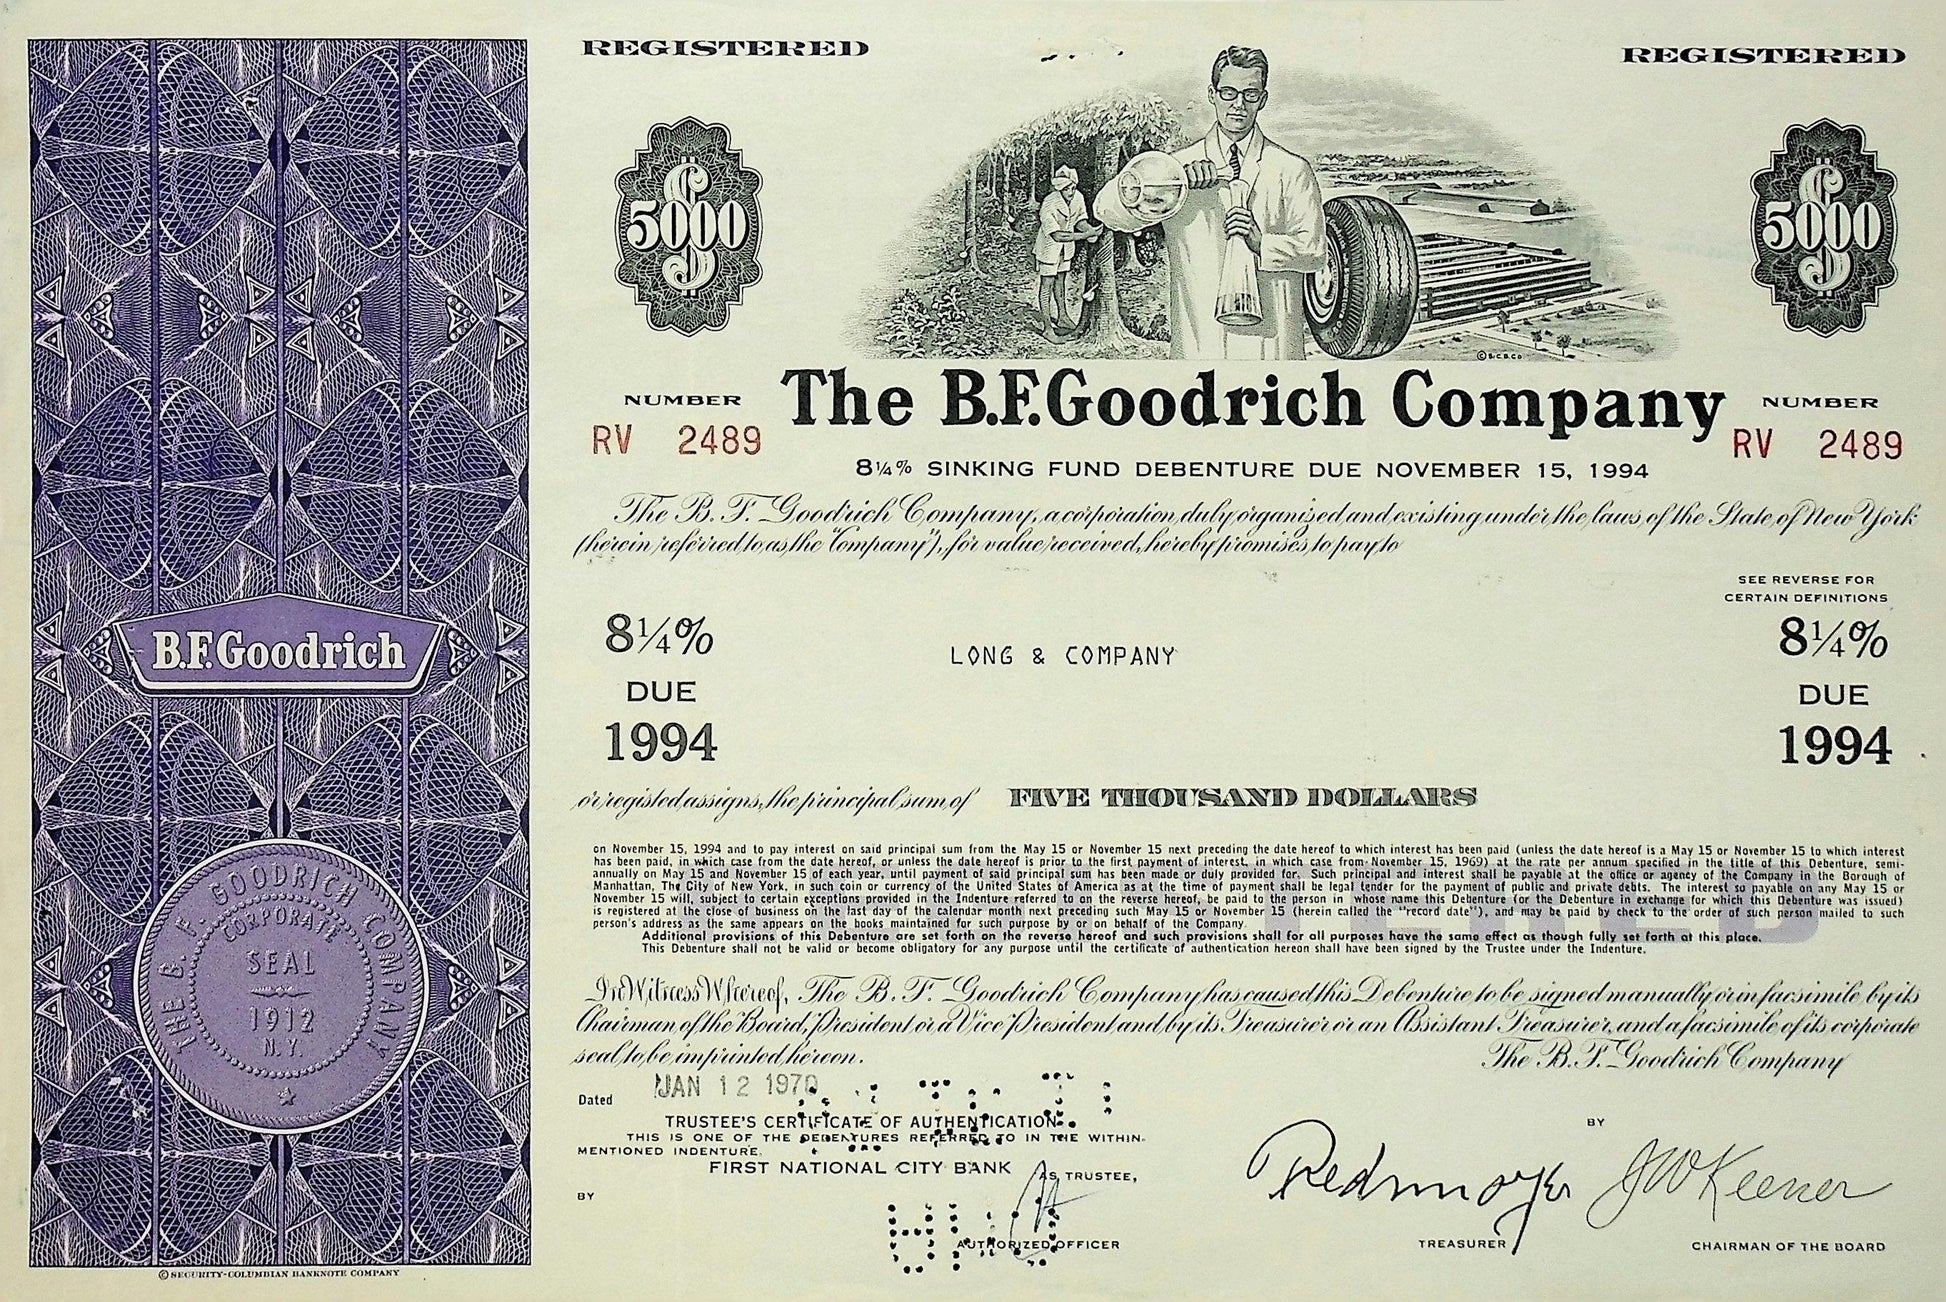 REGISTERED
REGISTERED
$5000
$5000
© B.C.B.CO.
NUMBER
RV 2489
The B.F.Goodrich Company
NUMBER
RV 2489
8¼% SINKING FUND DEBENTURE DUE NOVEMBER 15, 1994
The B. F. Goodrich Company, a corporation duly organized and existing under the laws of the State of New York
(herein referred to as the "Company"), for value received, hereby promises to pay to
SEE REVERSE FOR
CERTAIN DEFINITIONS
8¼%
DUE
1994
LONG & COMPANY
8¼%
DUE
1994
or registed assigns, the principal sum of FIVE THOUSAND DOLLARS
on November 15, 1994 and to pay interest on said principal sum from the May 15 or November 15 next preceding the date hereof to which interest has been paid (unless the date hereof is a May 15 or November 15 to which interest
has been paid, in which case from the date hereof, or unless the date hereof is prior to the first payment of interest, in which case from November 15, 1969) at the rate per annum specified in the title of this Debenture, semi-
annually on May 15 and November 15 of each year, until payment of said principal sum has been made or duly provided for. Such principal and interest shall be payable at the office or agency of the Company in the Borough of
Manhattan, The City of New York, in such coin or currency of the United States of America as at the time of payment shall be legal tender for the payment of public and private debts. The interest so payable on any May 15 or
November 15 will, subject to certain exceptions provided in the Indenture referred to on the reverse hereof, be paid to the person in whose name this Debenture (or the Debenture in exchange for which this Debenture was issued)
is registered at the close of business on the last day of the calendar month next preceding such May 15 or November 15 (herein called the "record date"), and may be paid by check to the order of such person mailed to such
person's address as the same appears on the books maintained for such purpose by or on behalf of the Company.
Additional provisions of this Debenture are set forth on the reverse hereof and such provisions shall for all purposes have the same effect as though fully set forth at this place.
This Debenture shall not be valid or become obligatory for any purpose until the certificate of authentication hereon shall have been signed by the Trustee under the Indenture.
In Witness Whereof, The B. F. Goodrich Company has caused this Debenture to be signed manually or in facsimile by its
Chairman of the Board, President or a Vice President and by its Treasurer or an Assistant Treasurer, and a facsimile of its corporate
seal to be imprinted hereon.
The B. F. Goodrich Company
Dated JAN 12 1970
TRUSTEE'S CERTIFICATE OF AUTHENTICATION
THIS IS ONE OF THE DEBENTURES REFERRED TO IN THE WITHIN-
MENTIONED INDENTURE.
FIRST NATIONAL CITY BANK
AS TRUSTEE,
BY
AUTHORIZED OFFICER
BY
JW Keener
TREASURER
CHAIRMAN OF THE BOARD
B.F.Goodrich
THE B. F. GOODRICH COMPANY
CORPORATE
SEAL
1912
N. Y.
© SECURITY-COLUMBIAN BANKNOTE COMPANY